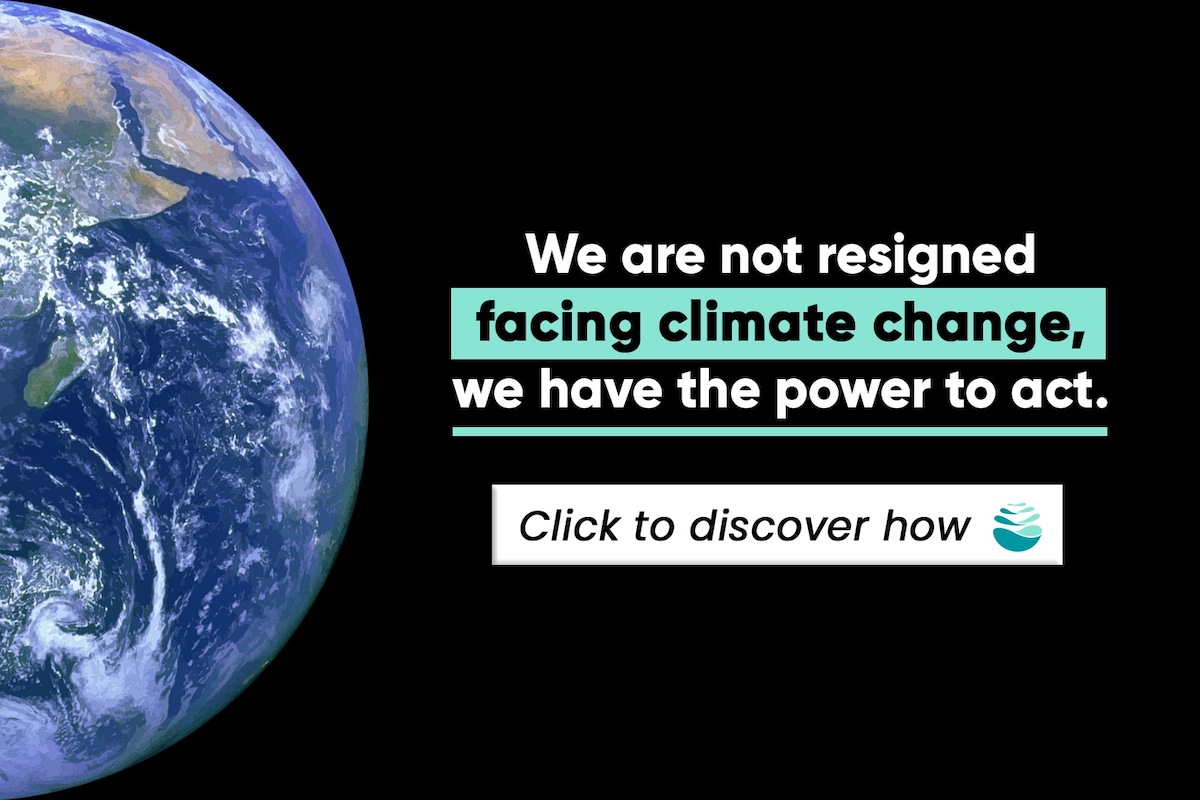 We are not resigned
facing climate change,
we have the power to act.
Click to discover how